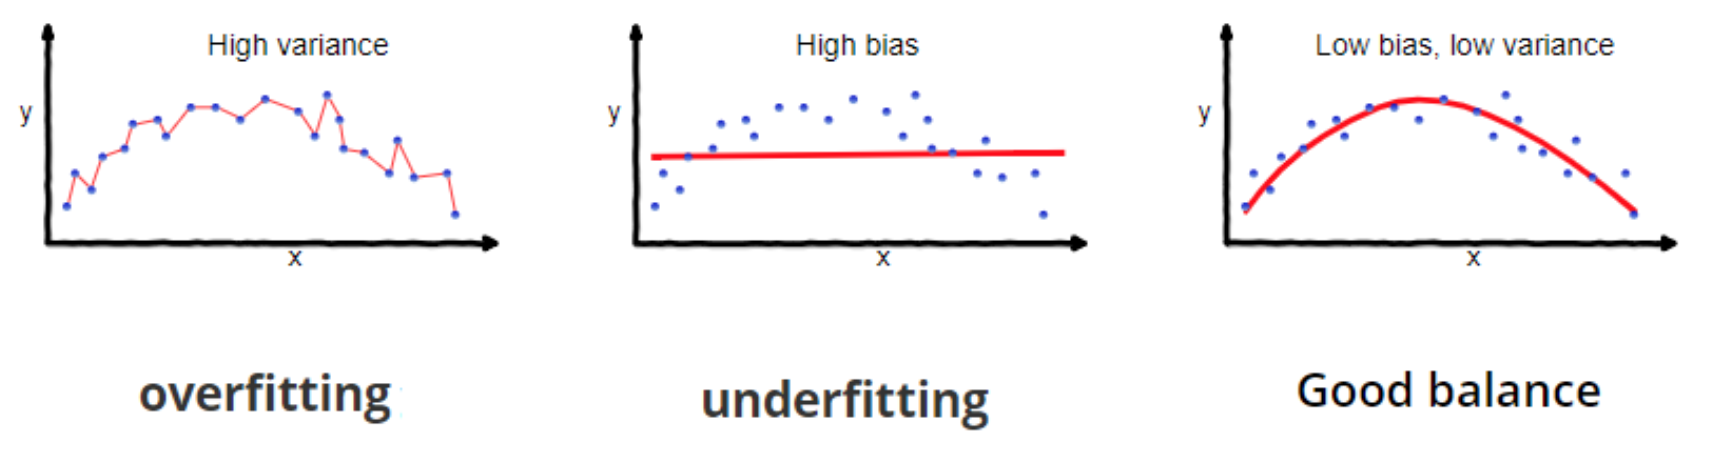 High variance
y
x
overfitting
High bias
y
x
underfitting
Low bias, low variance
y
x
Good balance